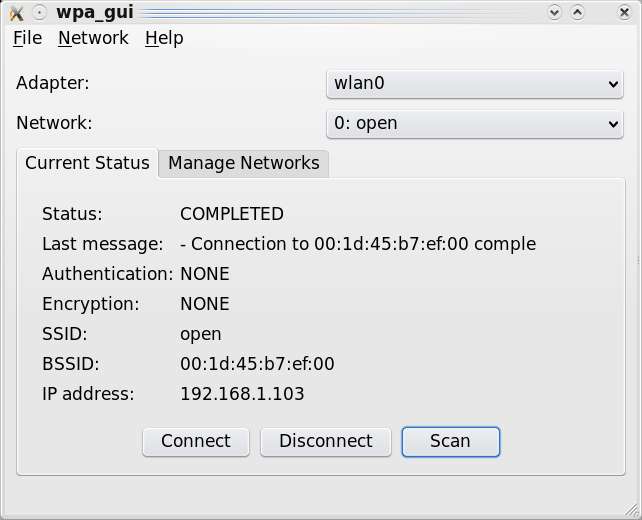 wpa_gui
File Network Help
Adapter: wlan0
Network: 0: open
Current Status Manage Networks
Status: COMPLETED
Last message: - Connection to 00:1d:45:b7:ef:00 comple
Authentication: NONE
Encryption: NONE
SSID: open
BSSID: 00:1d:45:b7:ef:00
IP address: 192.168.1.103
Connect Disconnect Scan